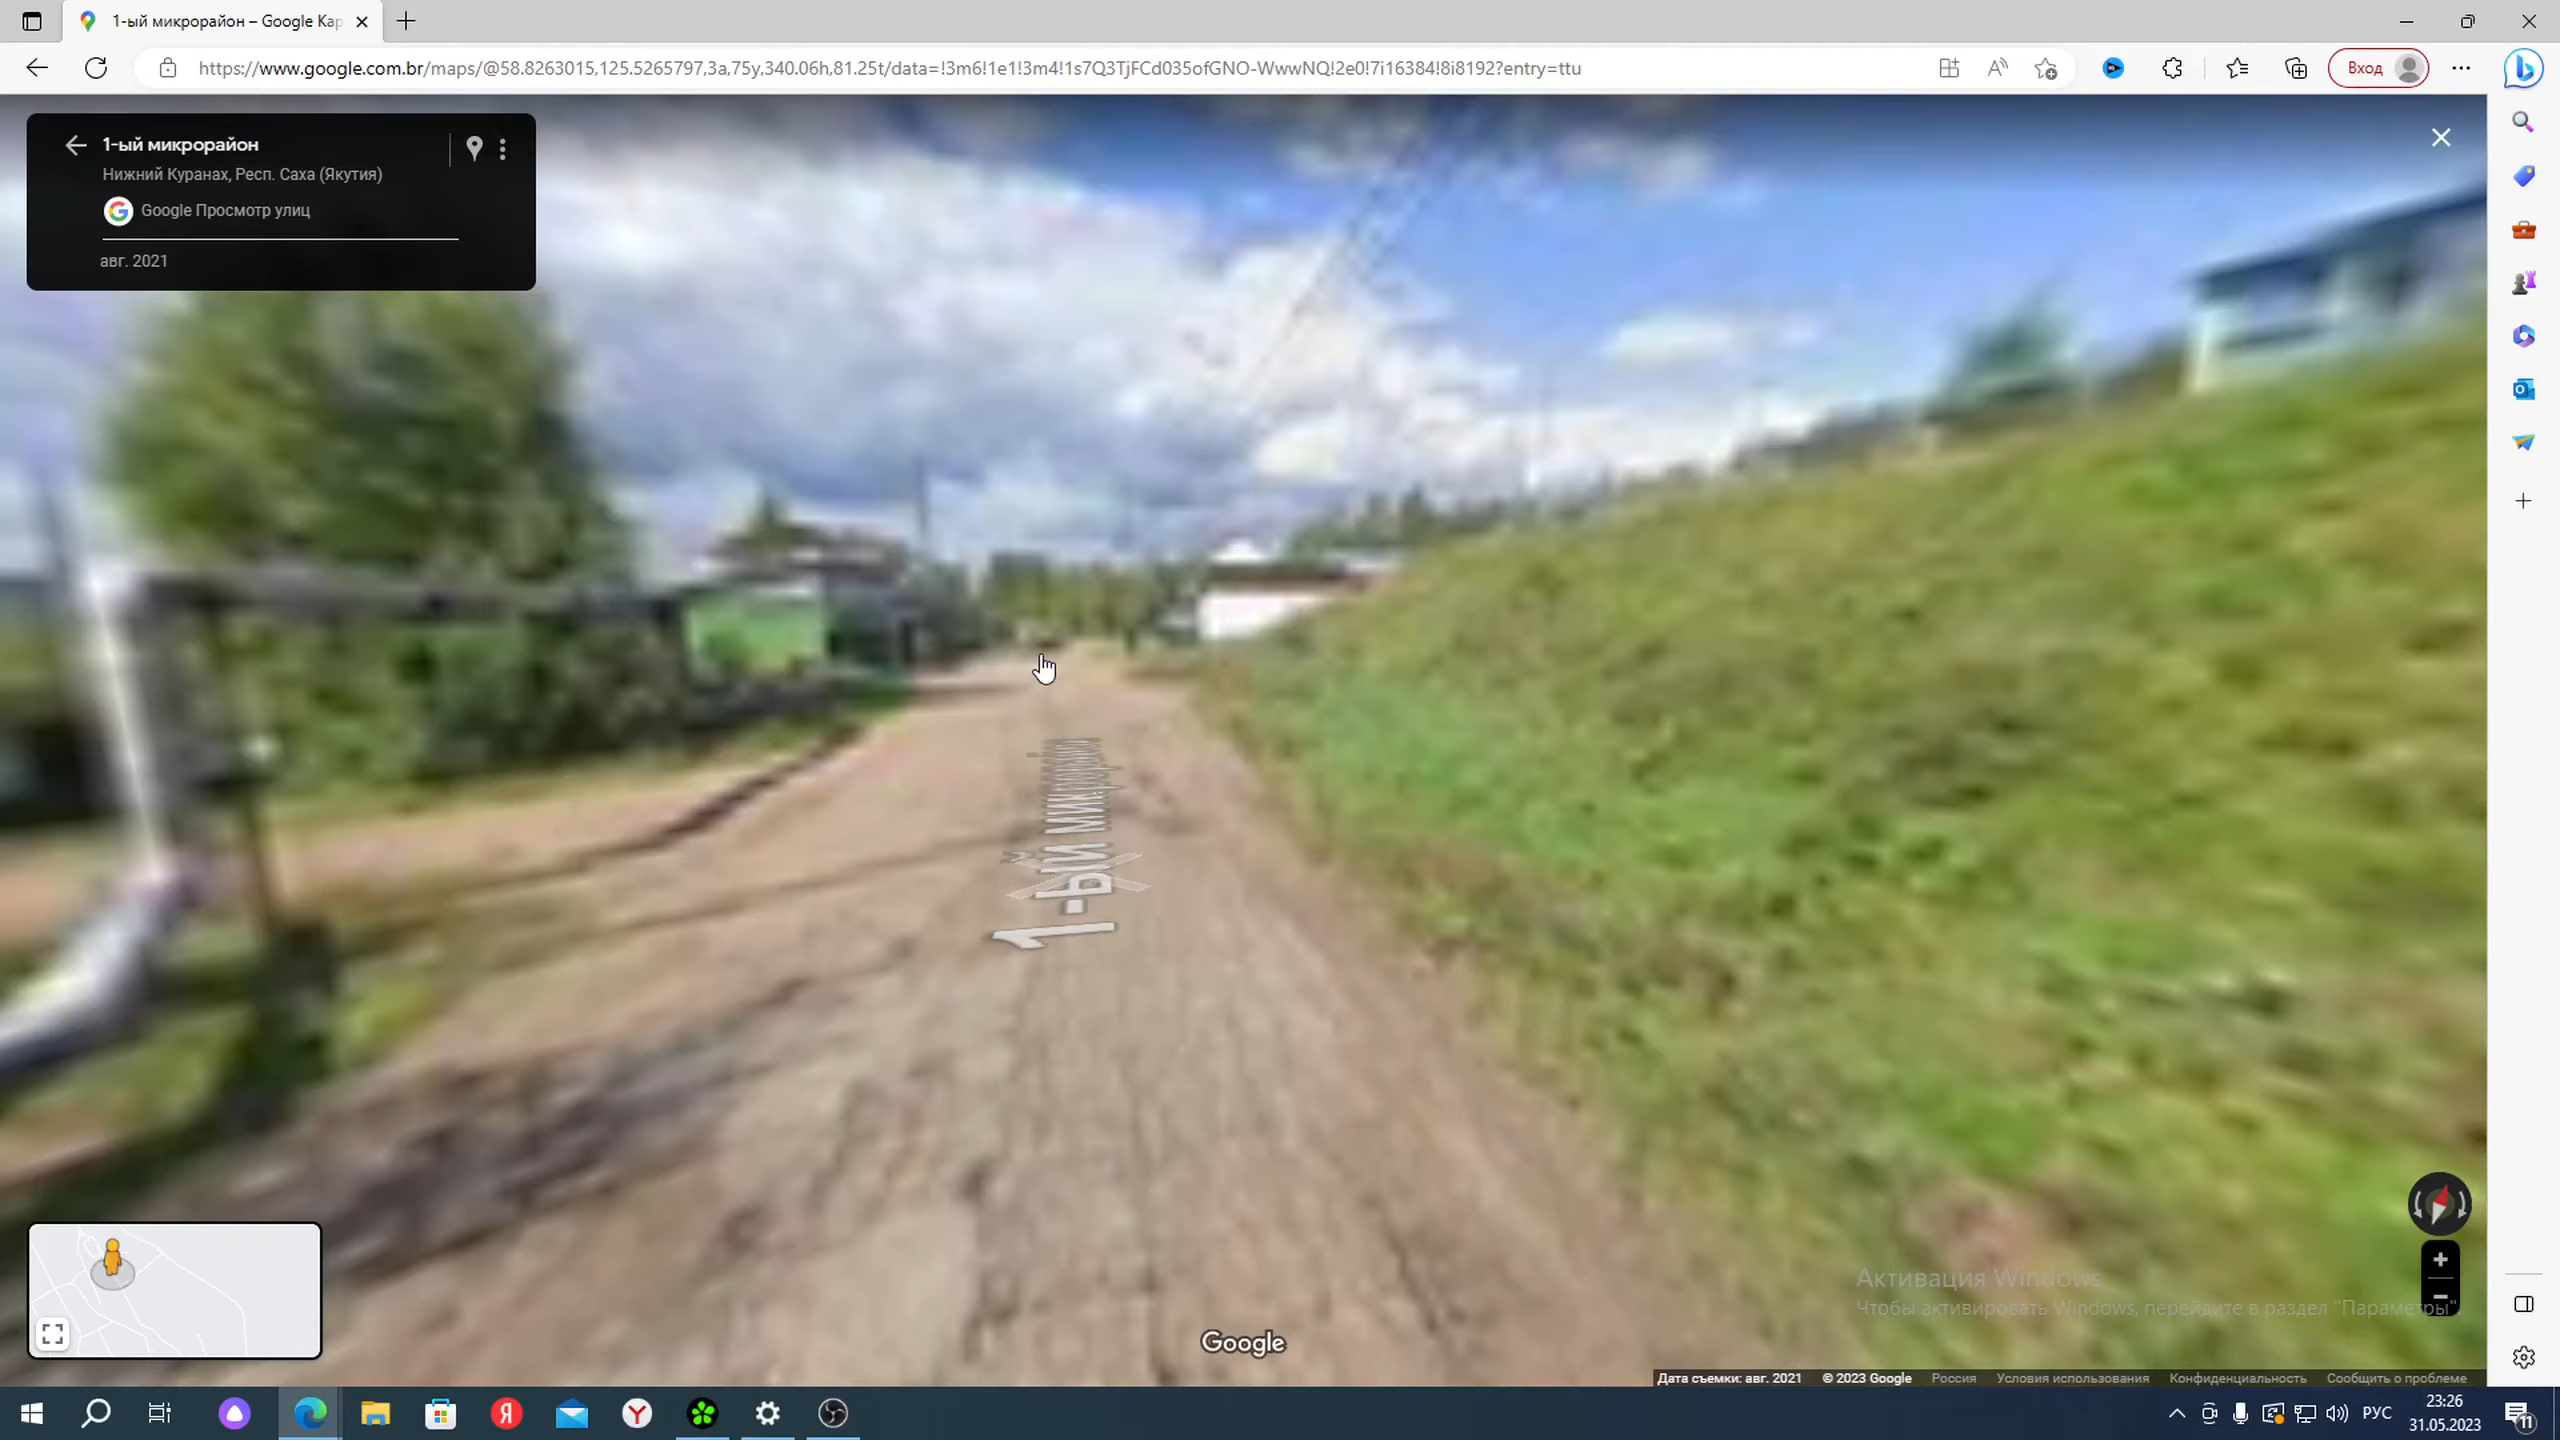 1-ый микрорайон – Google Кар
https://www.google.com.br/maps/@58.8263015,125.5265797,3a,75y,340.06h,81.25t/data=!3m6!1e1!3m4!1s7Q3TjFCd035ofGNO-WwwNQ!2e0!7i16384!8i8192?entry=ttu
Вход
1-ый микрорайон
Нижний Куранах, Респ. Саха (Якутия)
Google Просмотр улиц
авг. 2021
1-ый микрорайон
Активация Windows
Чтобы активировать Windows, перейдите в раздел "Параметры"
Google
Дата съемки: авг. 2021 © 2023 Google Россия Условия использования Конфиденциальность Сообщить о проблеме
РУС
23:26
31.05.2023
11